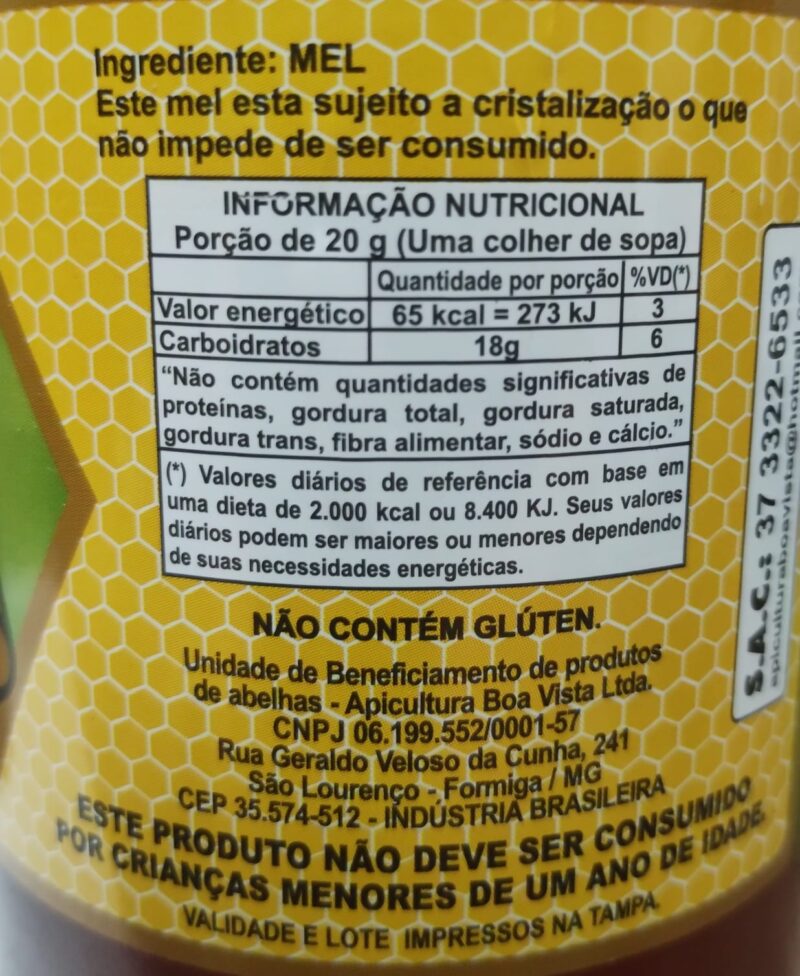 Ingrediente: MEL
Este mel esta sujeito a cristalização o que
não impede de ser consumido.
INFORMAÇÃO NUTRICIONAL
Porção de 20 g (Uma colher de sopa)
Quantidade por porção %VD(*)
Valor energético 65 kcal = 273 kJ 3
Carboidratos 18g 6
“Não contém quantidades significativas de
proteínas, gordura total, gordura saturada,
gordura trans, fibra alimentar, sódio e cálcio.”
(*) Valores diários de referência com base em
uma dieta de 2.000 kcal ou 8.400 KJ. Seus valores
diários podem ser maiores ou menores dependendo
de suas necessidades energéticas.
NÃO CONTÉM GLÚTEN.
Unidade de Beneficiamento de produtos
de abelhas - Apicultura Boa Vista Ltda.
CNPJ 06.199.552/0001-57
Rua Geraldo Veloso da Cunha, 241
São Lourenço - Formiga / MG
CEP 35.574-512 - INDÚSTRIA BRASILEIRA
ESTE PRODUTO NÃO DEVE SER CONSUMIDO
POR CRIANÇAS MENORES DE UM ANO DE IDADE.
VALIDADE E LOTE IMPRESSOS NA TAMPA.
S.A.C.: 37 3322-6533